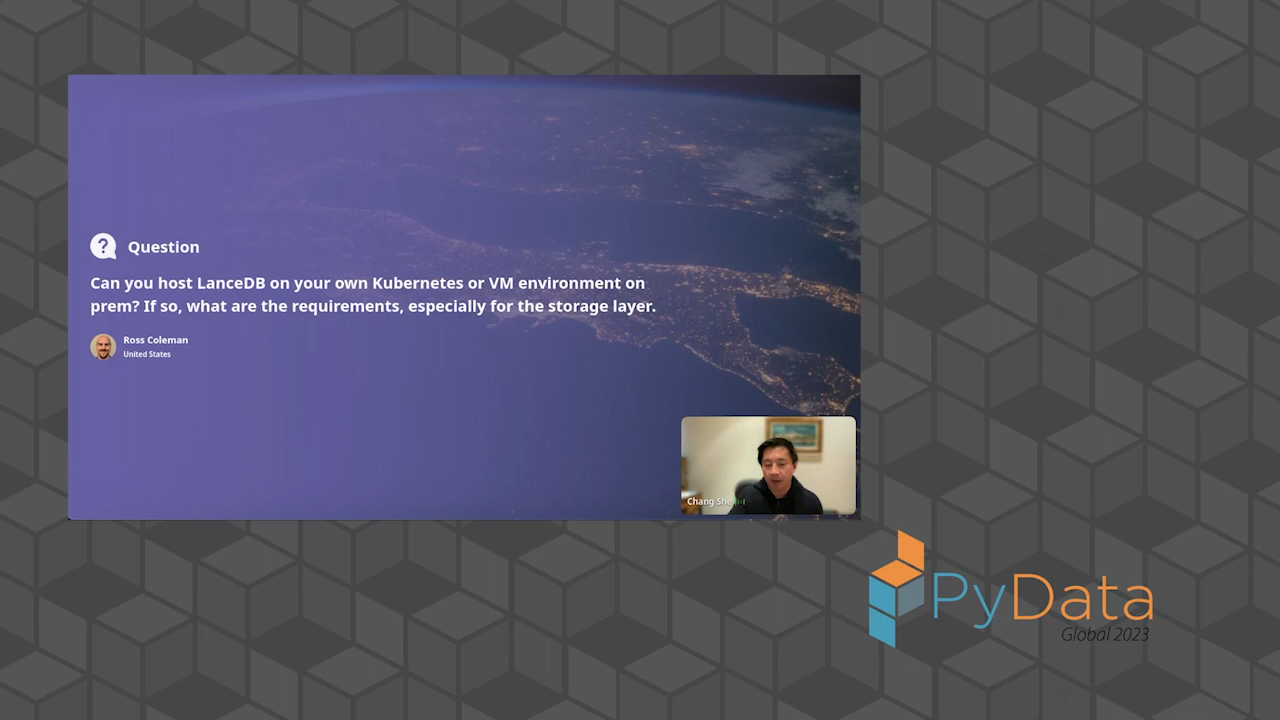 Question
Can you host LanceDB on your own Kubernetes or VM environment on
prem? If so, what are the requirements, especially for the storage layer.
Ross Coleman
United States
Chang She
PyData
Global 2023